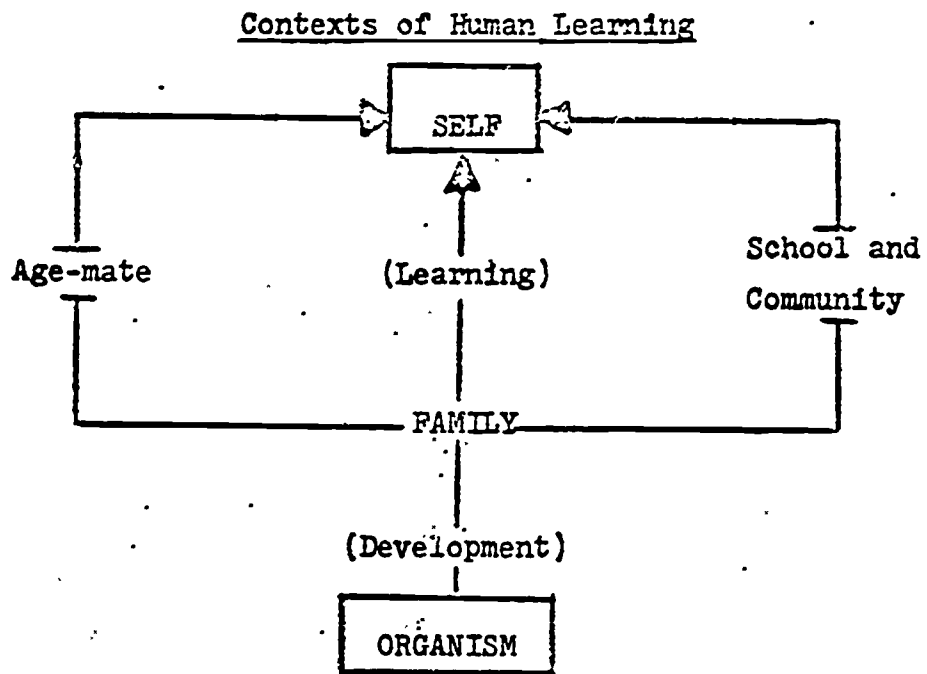 Contexts of Human Learning
SELF
Age-mate
(Learning)
School and
Community
FAMILY
(Development)
ORGANISM